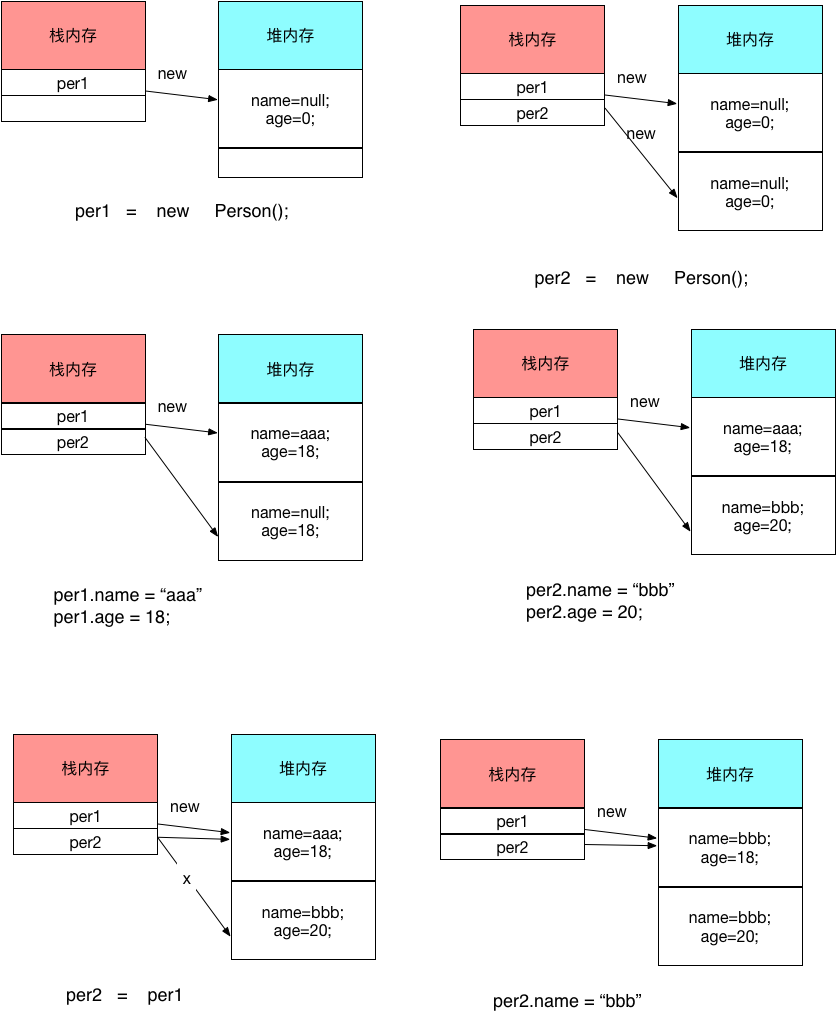 栈内存
堆内存
per1
new
name=null;
age=0;
per1 = new Person();
栈内存
堆内存
per1
per2
new
new
name=null;
age=0;
name=null;
age=0;
per2 = new Person();
栈内存
堆内存
per1
per2
new
name=aaa;
age=18;
name=null;
age=18;
per1.name = “aaa”
per1.age = 18;
栈内存
堆内存
per1
per2
new
name=aaa;
age=18;
name=bbb;
age=20;
per2.name = “bbb”
per2.age = 20;
栈内存
堆内存
per1
per2
new
x
name=aaa;
age=18;
name=bbb;
age=20;
per2 = per1
栈内存
堆内存
per1
per2
new
name=bbb;
age=18;
name=bbb;
age=20;
per2.name = “bbb”